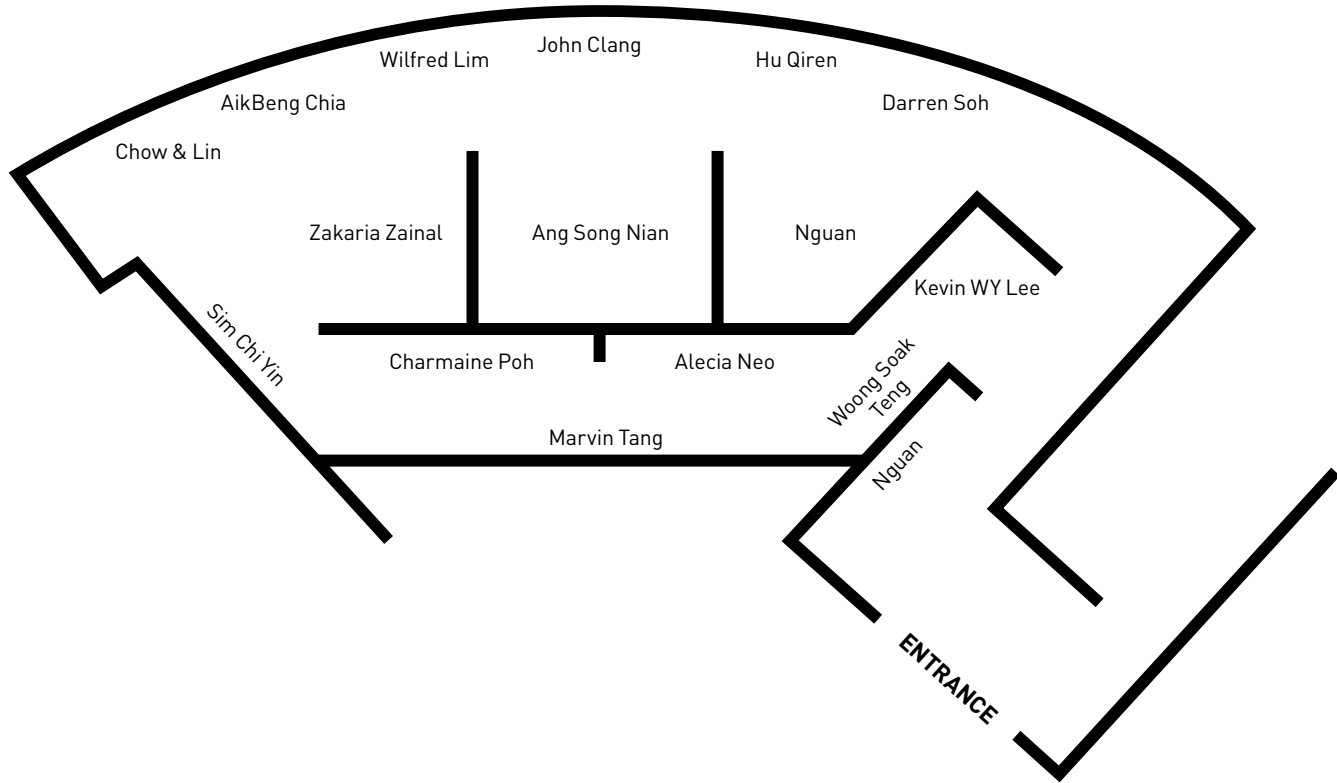 John Clang
Wilfred Lim
Hu Qiren
AikBeng Chia
Darren Soh
Chow & Lin
Zakaria Zainal
Ang Song Nian
Nguan
Kevin WY Lee
Sim Chi Yin
Charmaine Poh
Alecia Neo
Woong Soak
Teng
Marvin Tang
Nguan
ENTRANCE